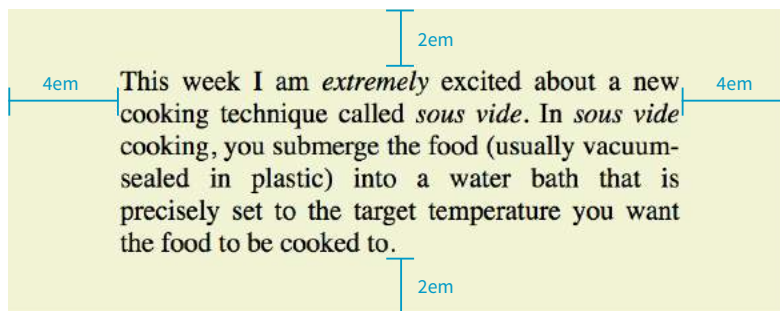 2em
4em
This week I am extremely excited about a new
4em
cooking technique called sous vide. In sous vide
cooking, you submerge the food (usually vacuum-
sealed in plastic) into a water bath that is
precisely set to the target temperature you want
the food to be cooked to.
2em